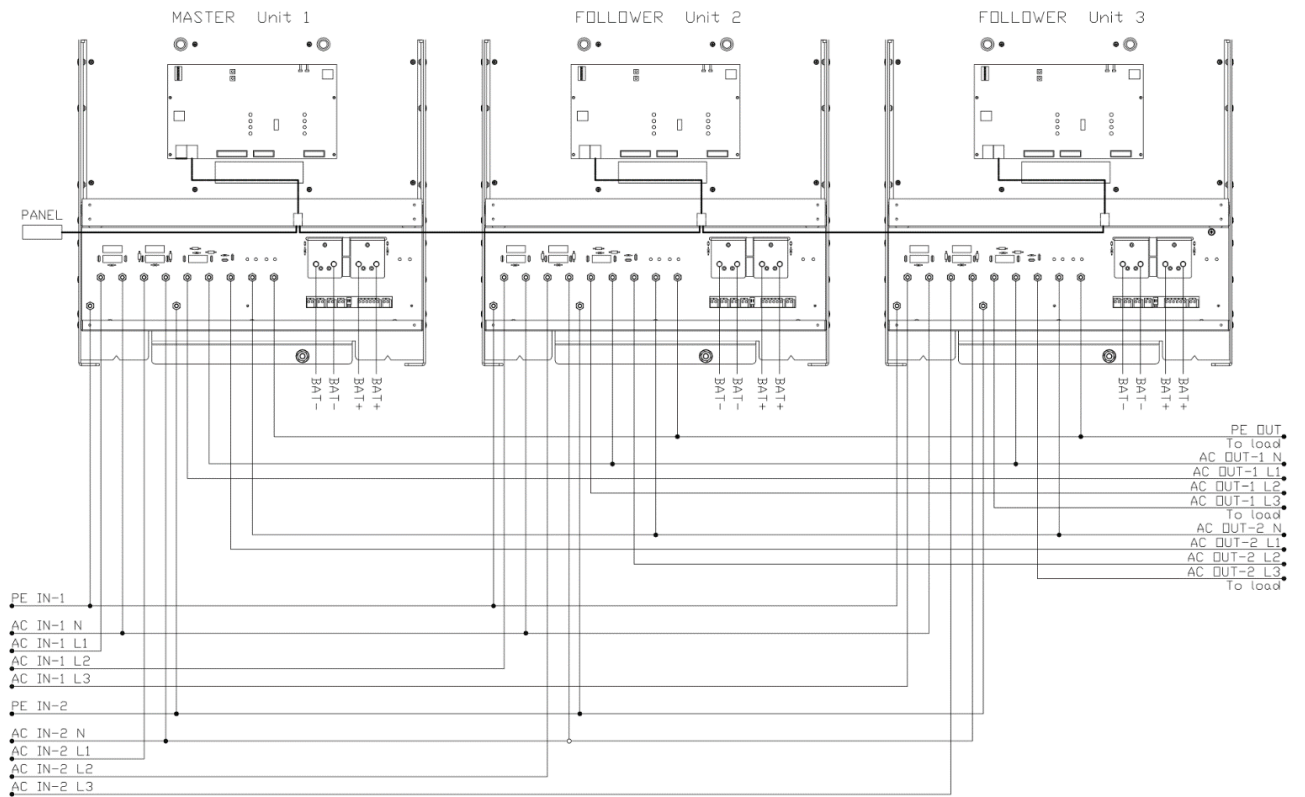 MASTER Unit 1
FOLLOWER Unit 2
FOLLOWER Unit 3
PANEL
BAT-
BAT-
BAT+
BAT+
BAT-
BAT-
BAT+
BAT+
BAT-
BAT-
BAT+
BAT+
PE OUT
To load
AC OUT-1 N
AC OUT-1 L1
AC OUT-1 L2
AC OUT-1 L3
To load
AC OUT-2 N
AC OUT-2 L1
AC OUT-2 L2
AC OUT-2 L3
To load
PE IN-1
AC IN-1 N
AC IN-1 L1
AC IN-1 L2
AC IN-1 L3
PE IN-2
AC IN-2 N
AC IN-2 L1
AC IN-2 L2
AC IN-2 L3